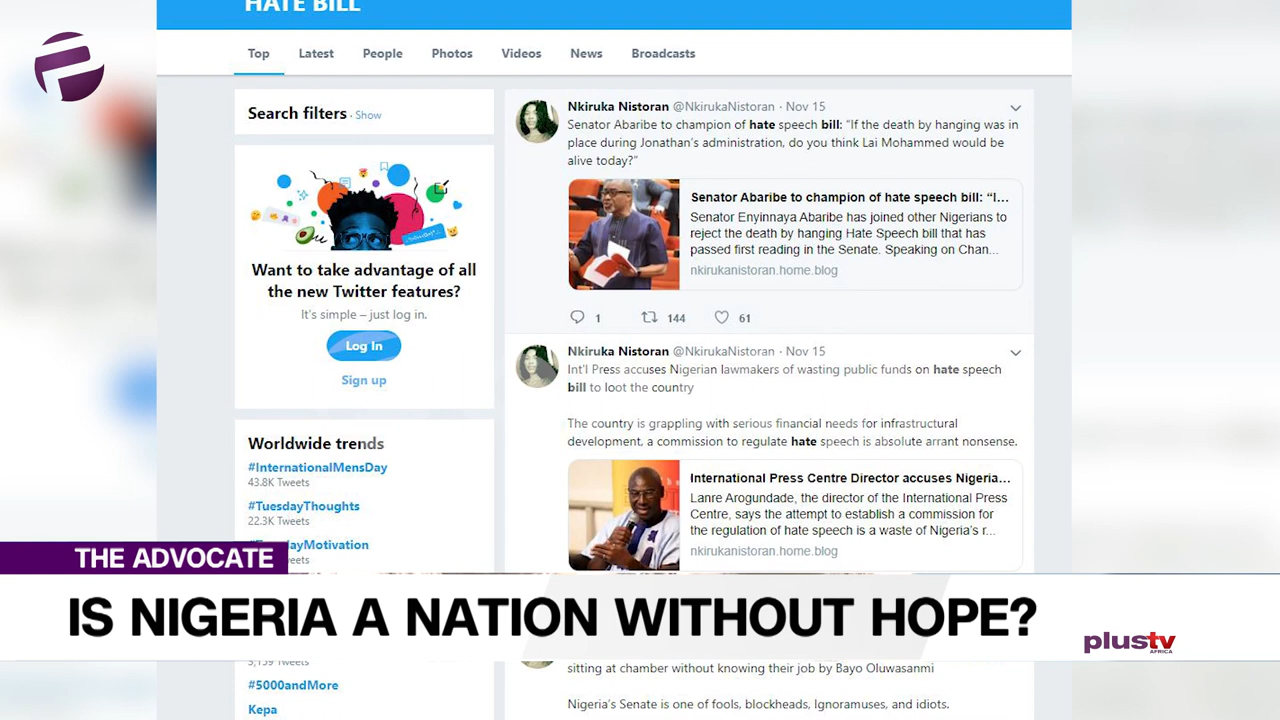 HATE BILL
Top Latest People Photos Videos News Broadcasts
Search filters · Show
Want to take advantage of all
the new Twitter features?
It's simple – just log in.
Log In
Sign up
Worldwide trends
#InternationalMensDay
43.8K Tweets
#TuesdayThoughts
22.3K Tweets
dayMotivation
eets
Tweets
#5000andMore
Kepa
Nkiruka Nistoran @NkirukaNistoran · Nov 15
Senator Abaribe to champion of hate speech bill: “If the death by hanging was in
place during Jonathan’s administration, do you think Lai Mohammed would be
alive today?”
Senator Abaribe to champion of hate speech bill: “I...
Senator Enyinnaya Abaribe has joined other Nigerians to
reject the death by hanging Hate Speech bill that has
passed first reading in the Senate. Speaking on Chan...
nkirukanistoran.home.blog
1 144 61
Nkiruka Nistoran @NkirukaNistoran · Nov 15
Int'l Press accuses Nigerian lawmakers of wasting public funds on hate speech
bill to loot the country
The country is grappling with serious financial needs for infrastructural
development, a commission to regulate hate speech is absolute arrant nonsense.
International Press Centre Director accuses Nigeria...
Lanre Arogundade, the director of the International Press
Centre, says the attempt to establish a commission for
the regulation of hate speech is a waste of Nigeria’s r...
nkirukanistoran.home.blog
sitting at chamber without knowing their job by Bayo Oluwasanmi
Nigeria’s Senate is one of fools, blockheads, Ignoramuses, and idiots.
THE ADVOCATE
IS NIGERIA A NATION WITHOUT HOPE?
plustv
AFRICA